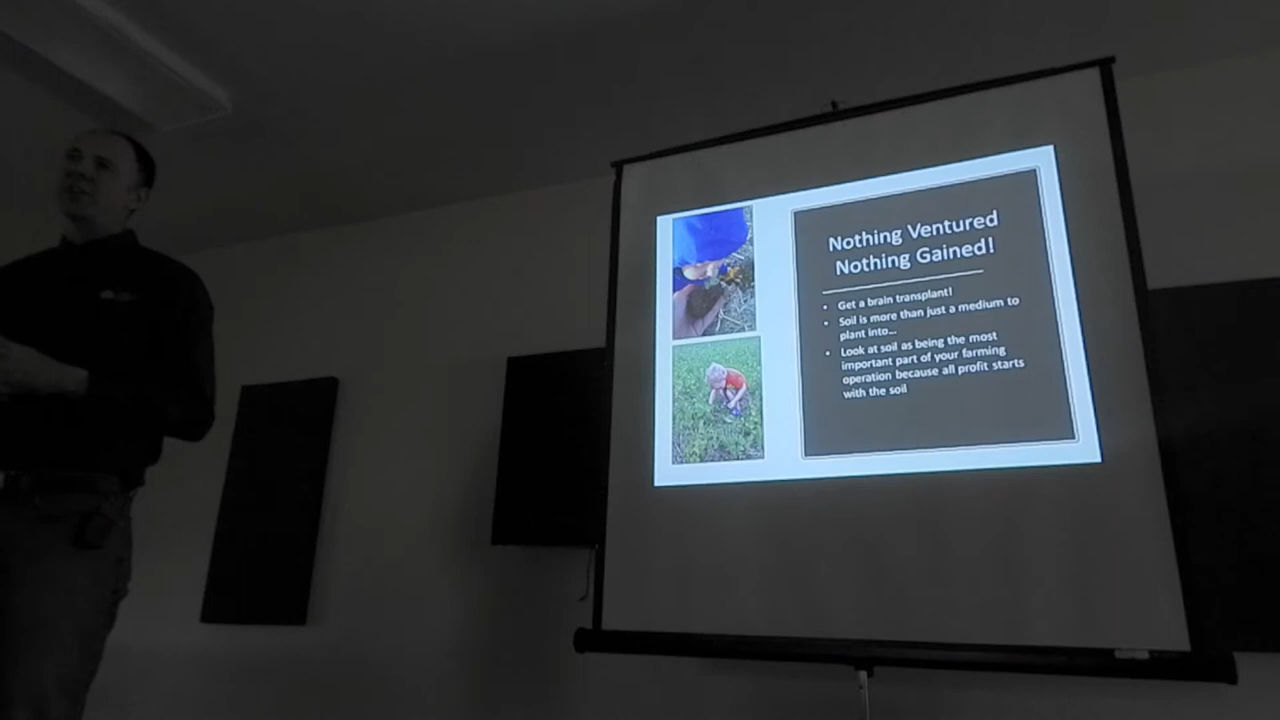 Nothing Ventured
Nothing Gained!
• Get a brain transplant!
• Soil is more than just a medium to
plant into...
• Look at soil as being the most
important part of your farming
operation because all profit starts
with the soil